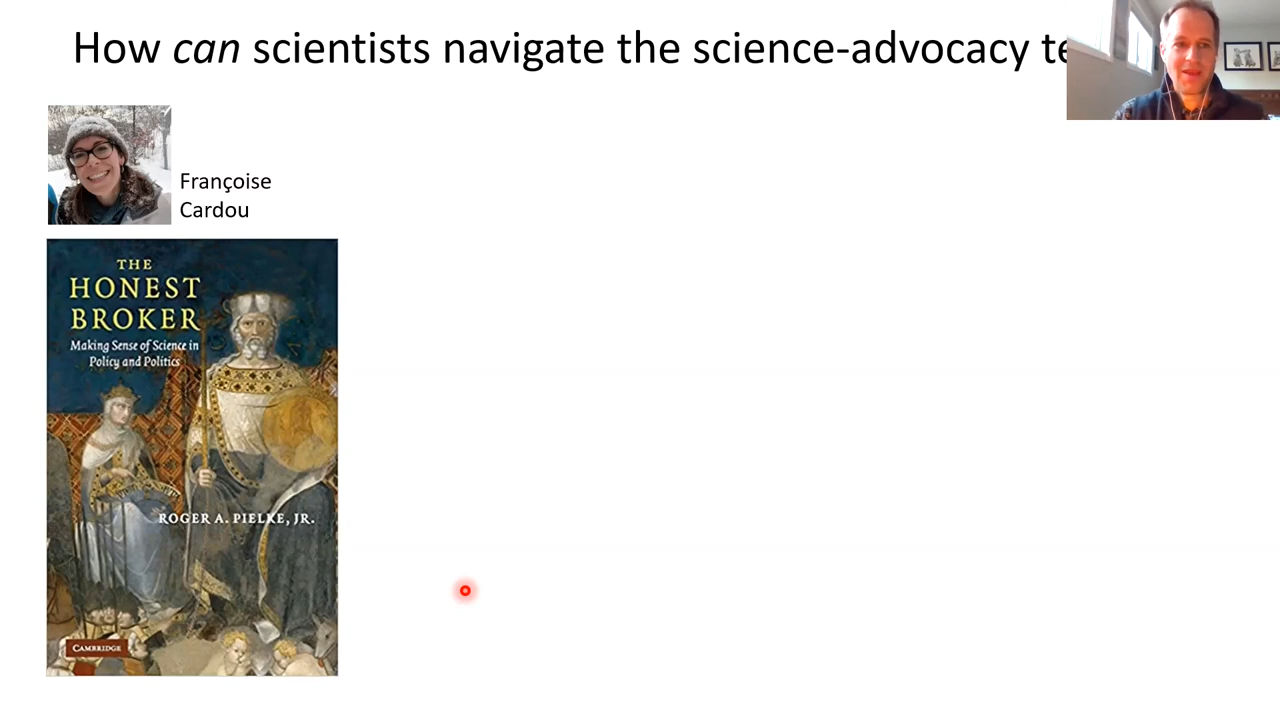 How can scientists navigate the science-advocacy te
Françoise
Cardou
THE
HONEST
BROKER
Making Sense of Science in
Policy and Politics
ROGER A. PIELKE, JR.
CAMBRIDGE